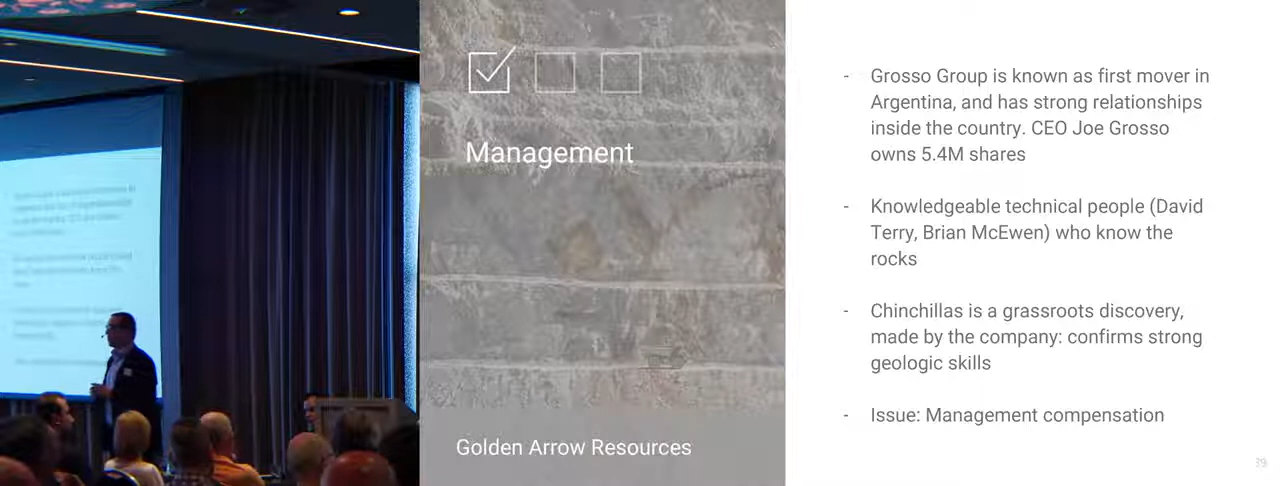 Management
Golden Arrow Resources
- Grosso Group is known as first mover in
Argentina, and has strong relationships
inside the country. CEO Joe Grosso
owns 5.4M shares
- Knowledgeable technical people (David
Terry, Brian McEwen) who know the
rocks
- Chinchillas is a grassroots discovery,
made by the company: confirms strong
geologic skills
- Issue: Management compensation
39